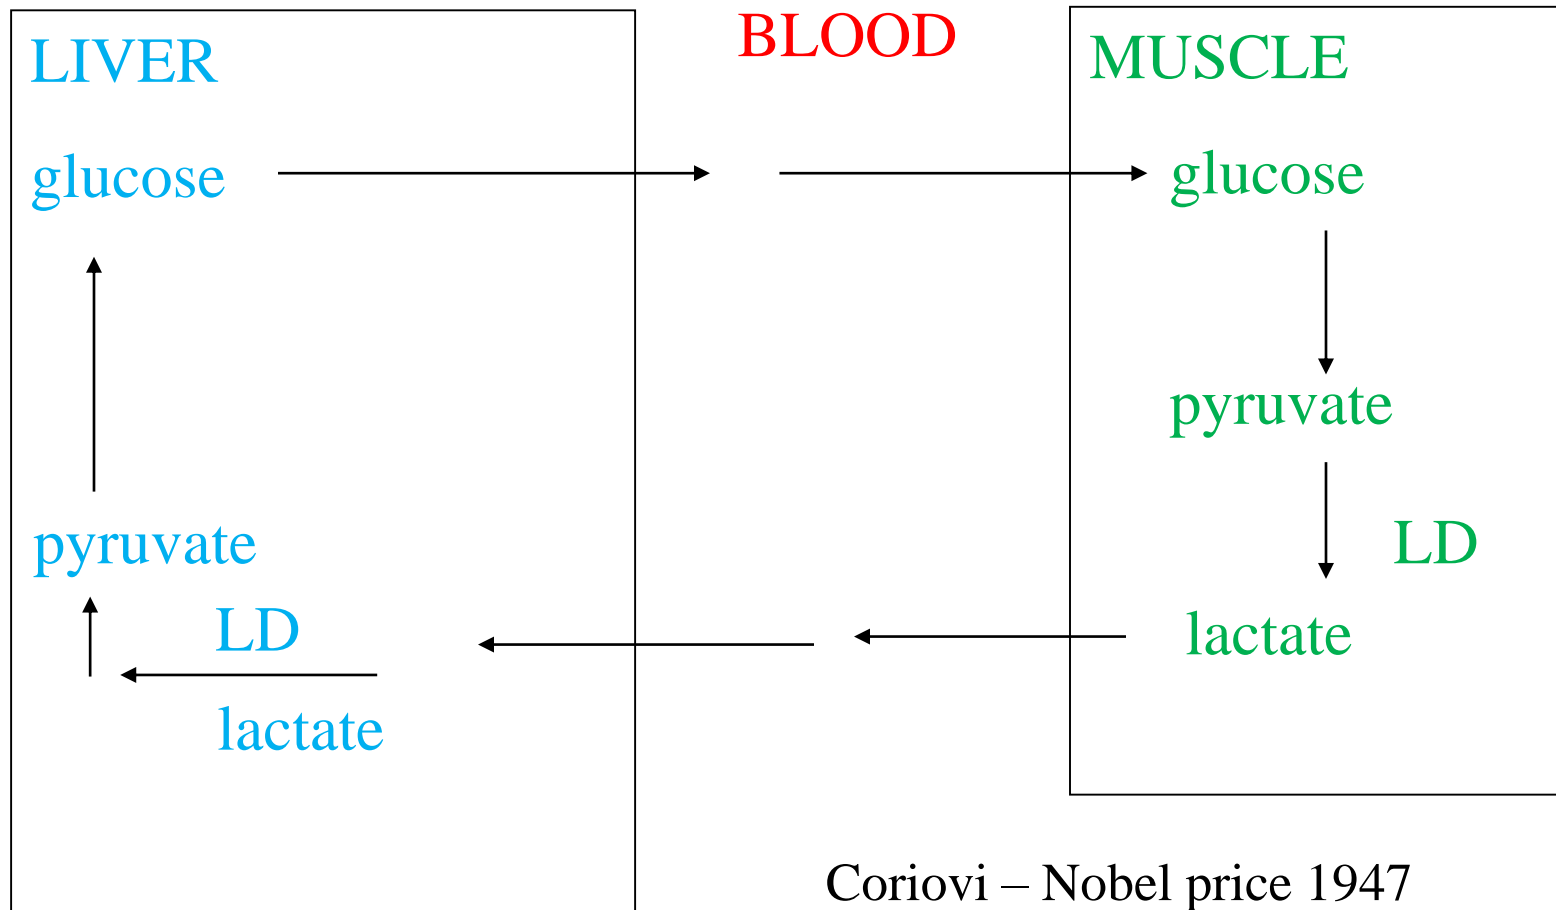 LIVER
BLOOD
MUSCLE
glucose
glucose
pyruvate
pyruvate
LD
LD
lactate
lactate
Coriovi – Nobel price 1947